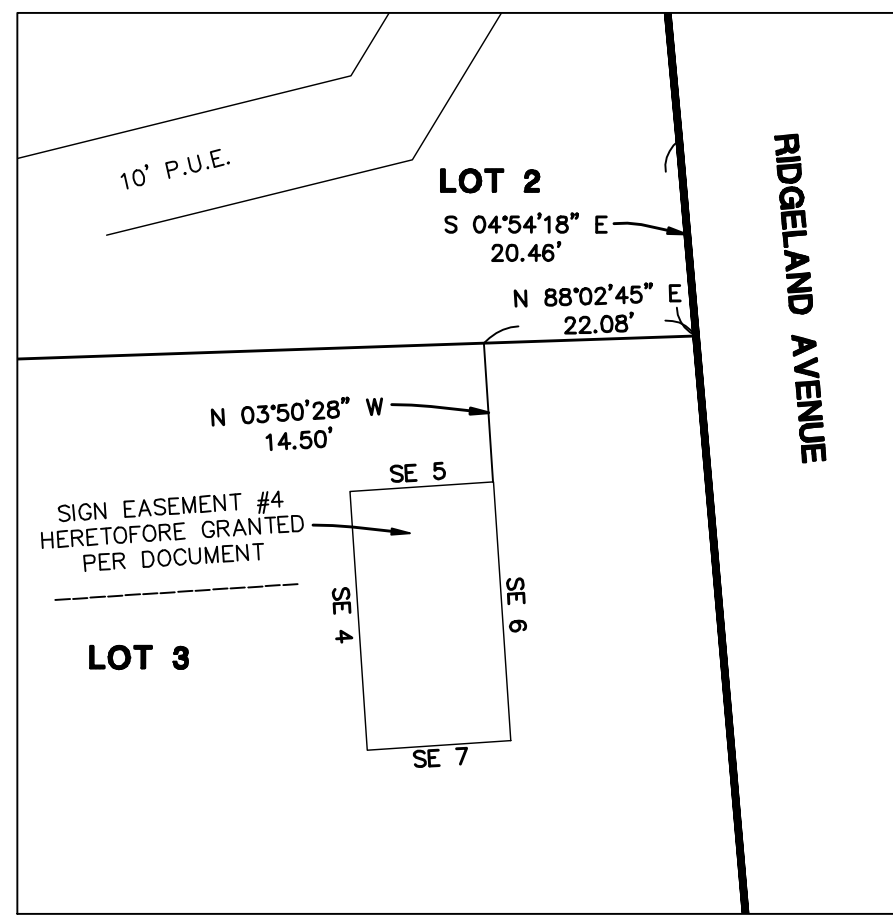 10' P.U.E.
LOT 2
S 04°54'18" E
20.46'
N 88°02'45" E
22.08'
RIDGELAND AVENUE
N 03°50'28" W
14.50'
SE 5
SIGN EASEMENT #4
HERETOFORE GRANTED
PER DOCUMENT
SE 4
SE 6
LOT 3
SE 7